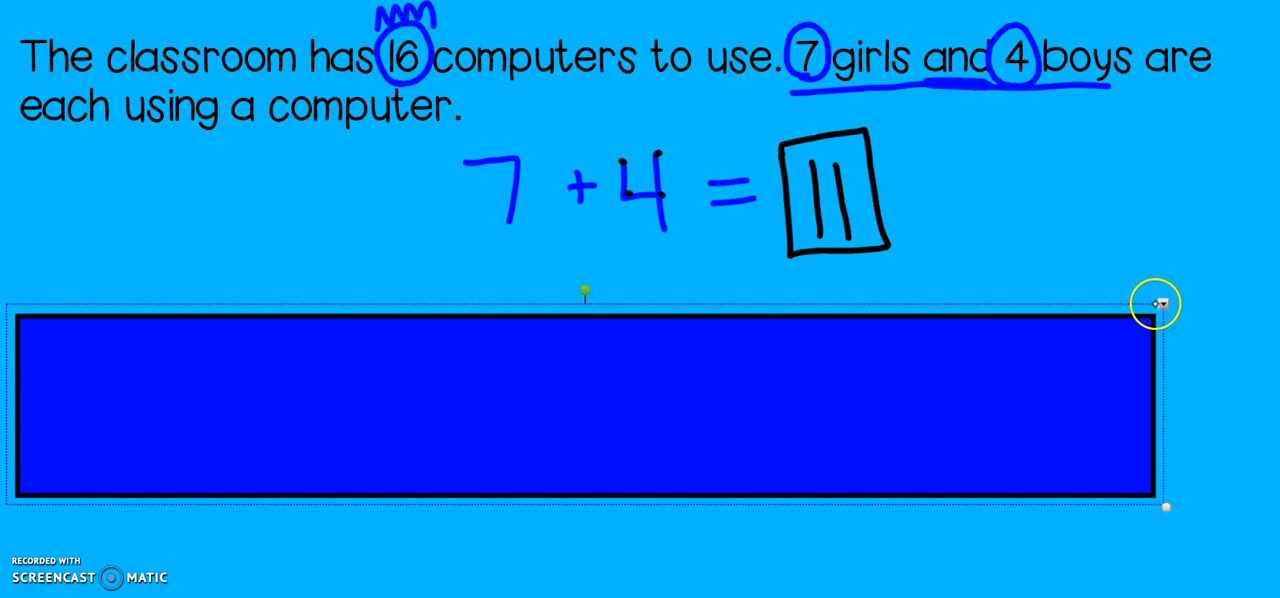 The classroom has 16 computers to use. 7 girls and 4 boys are
each using a computer.
7 + 4 = 11
RECORDED WITH
SCREENCAST MATIC